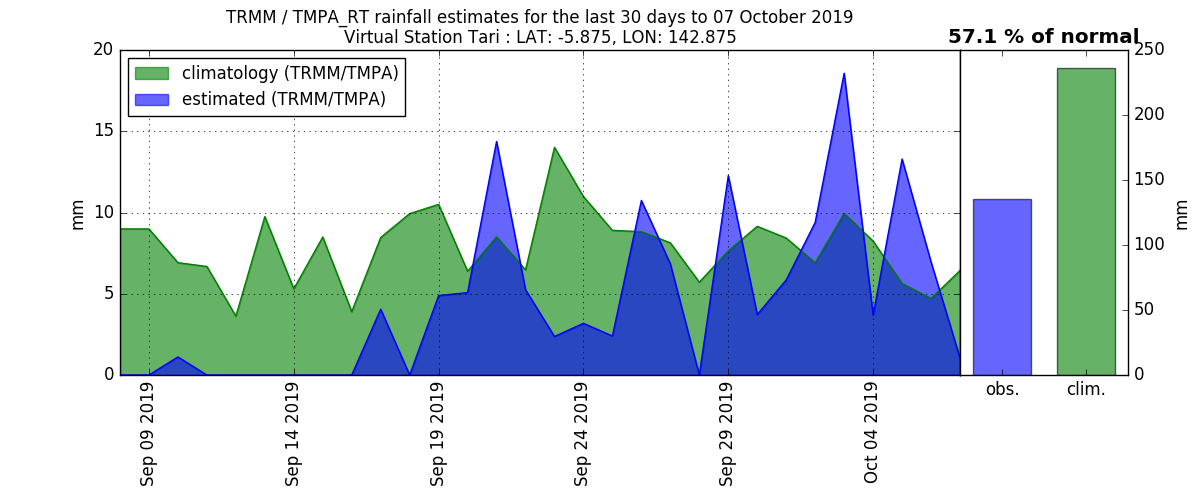 TRMM / TMPA_RT rainfall estimates for the last 30 days to 07 October 2019
Virtual Station Tari : LAT: -5.875, LON: 142.875
57.1 % of normal
climatology (TRMM/TMPA)
estimated (TRMM/TMPA)
20
15
10
5
0
mm
Sep 09 2019
Sep 14 2019
Sep 19 2019
Sep 24 2019
Sep 29 2019
Oct 04 2019
250
200
150
100
50
0
mm
obs.
clim.